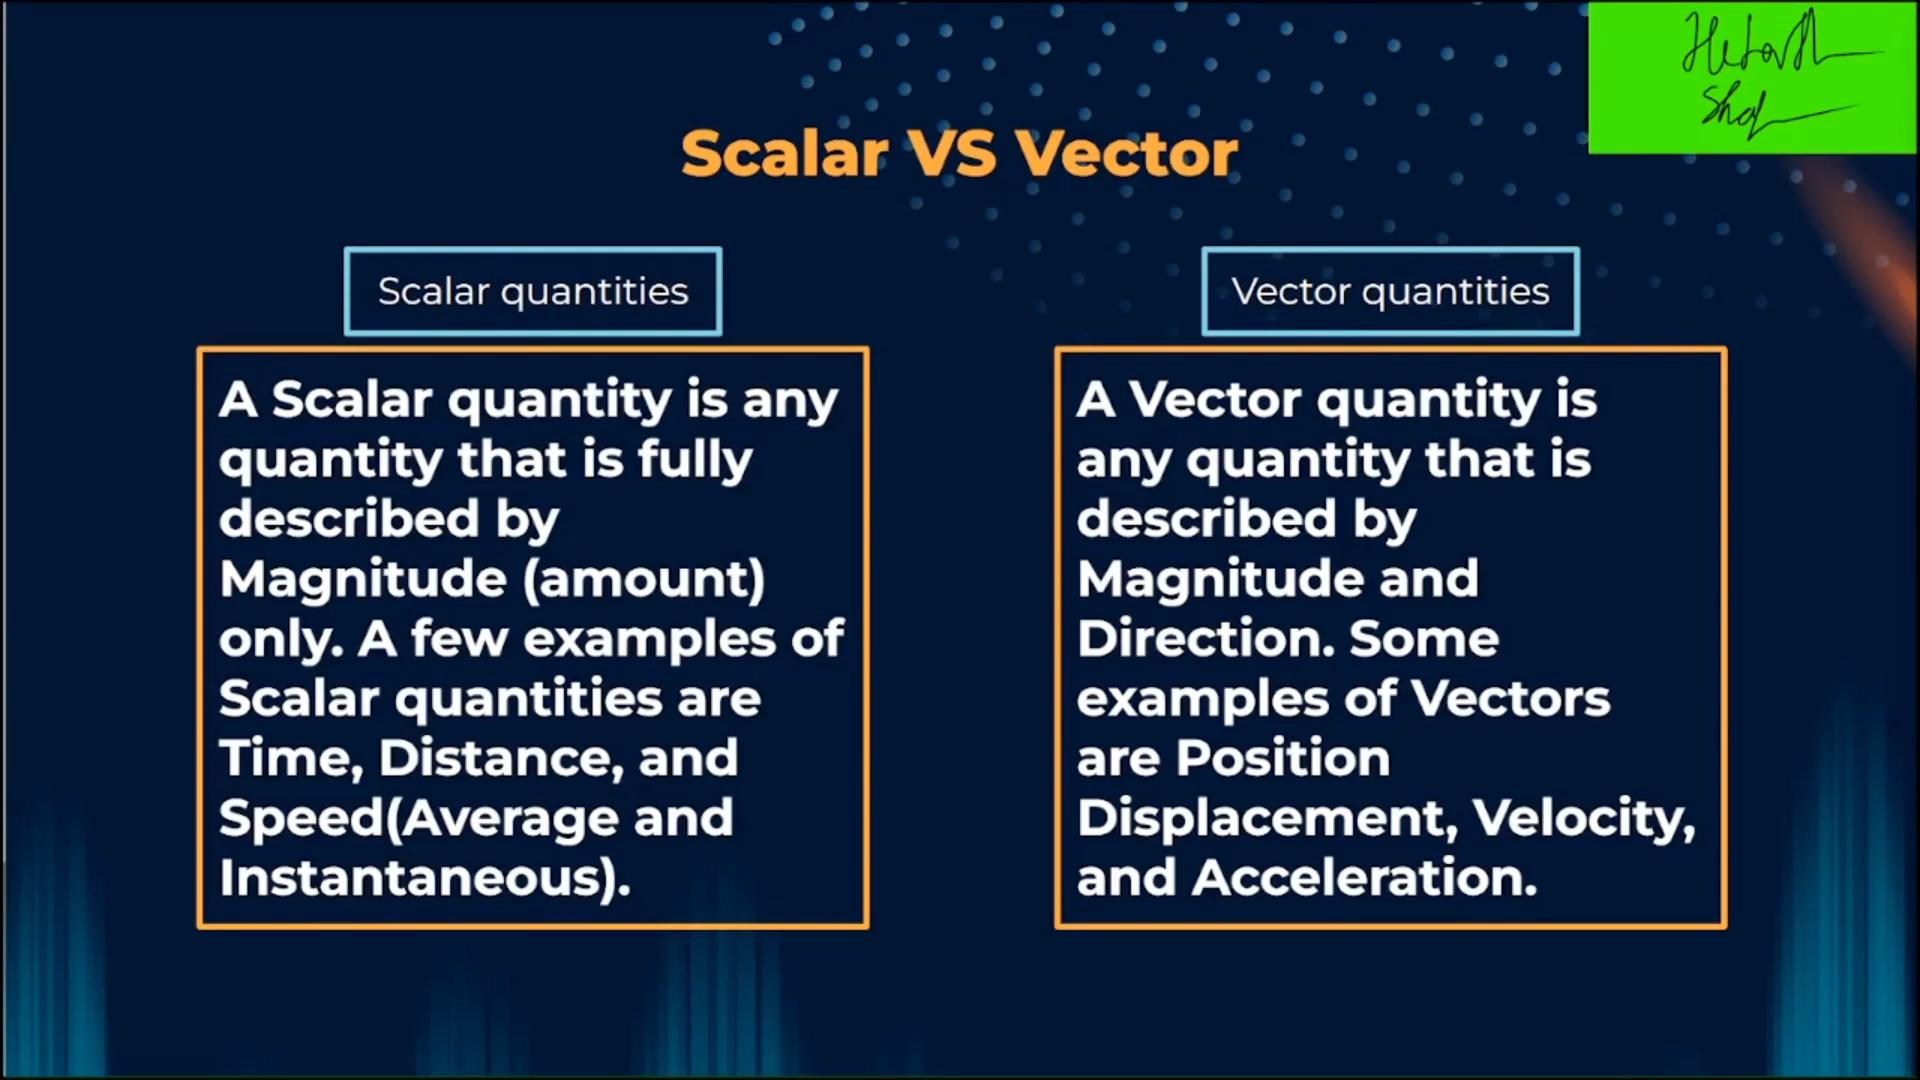 Scalar VS Vector
Scalar quantities
A Scalar quantity is any
quantity that is fully
described by
Magnitude (amount)
only. A few examples of
Scalar quantities are
Time, Distance, and
Speed(Average and
Instantaneous).
Vector quantities
A Vector quantity is
any quantity that is
described by
Magnitude and
Direction. Some
examples of Vectors
are Position
Displacement, Velocity,
and Acceleration.